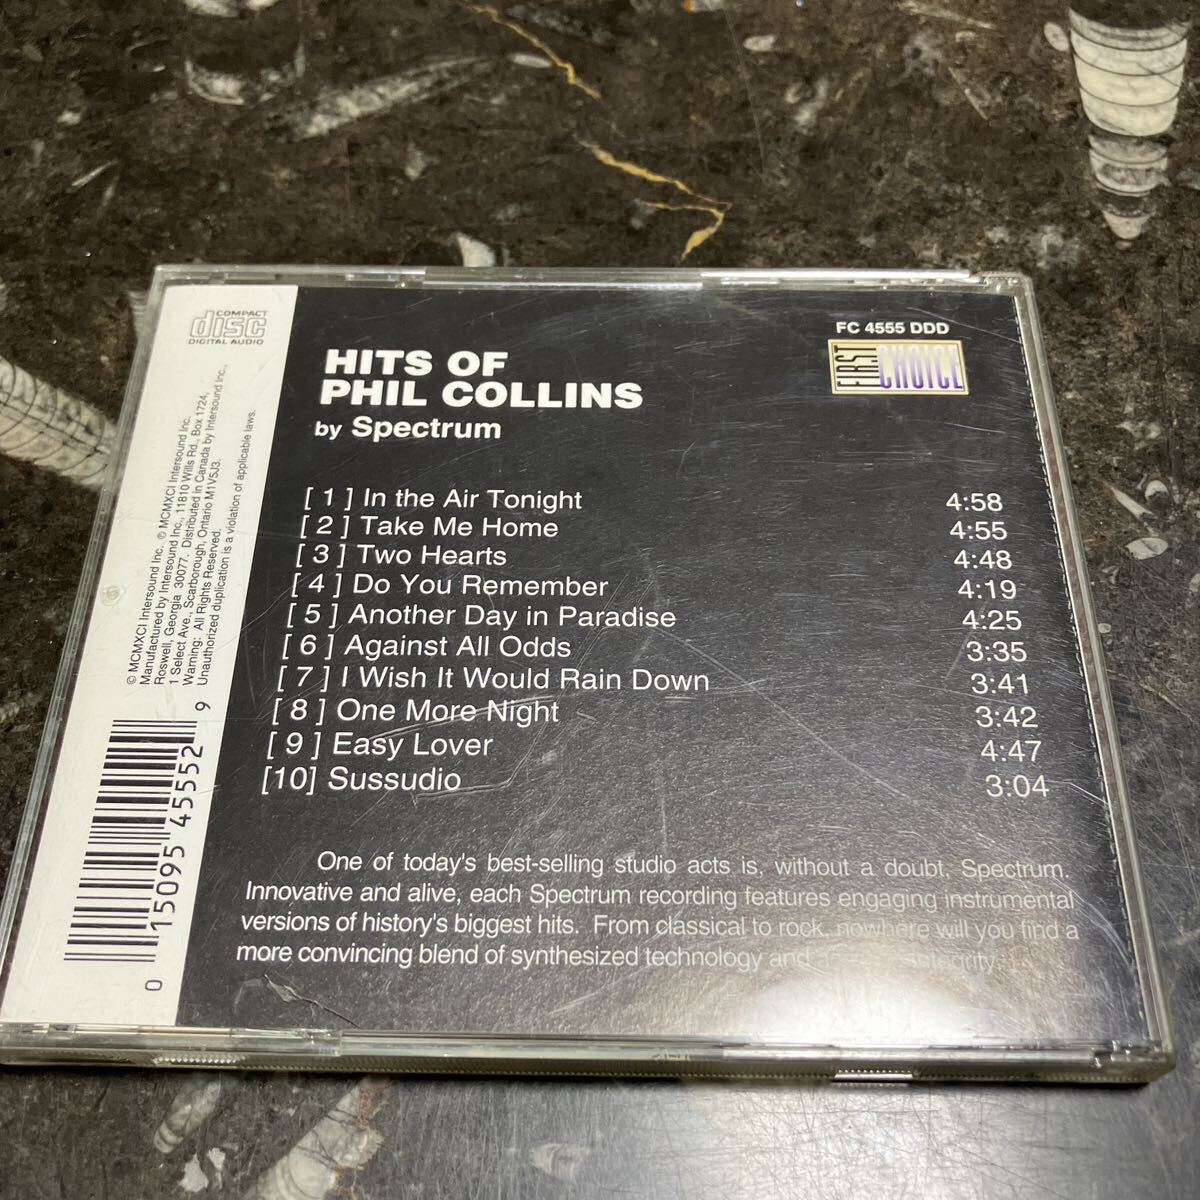 COMPACT
disc
DIGITAL AUDIO
FC 4555 DDD
FIRST
CHOICE
HITS OF
PHIL COLLINS
by Spectrum
[ 1 ] In the Air Tonight 4:58
[ 2 ] Take Me Home 4:55
[ 3 ] Two Hearts 4:48
[ 4 ] Do You Remember 4:19
[ 5 ] Another Day in Paradise 4:25
[ 6 ] Against All Odds 3:35
[ 7 ] I Wish It Would Rain Down 3:41
[ 8 ] One More Night 3:42
[ 9 ] Easy Lover 4:47
[10] Sussudio 3:04
One of today's best-selling studio acts is, without a doubt, Spectrum.
Innovative and alive, each Spectrum recording features engaging instrumental
versions of history's biggest hits. From classical to rock, nowhere will you find a
more convincing blend of synthesized technology and integrity.
© MCMXCI Intersound Inc. ℗ MCMXCI Intersound Inc.
Manufactured by Intersound Inc., 11810 Wills Rd., Box 1724,
Roswell, Georgia 30077. Distributed in Canada by Intersound Inc.,
1 Select Ave., Scarborough, Ontario M1V5J3.
Warning: All Rights Reserved.
Unauthorized duplication is a violation of applicable laws.
0 15095 45552 9